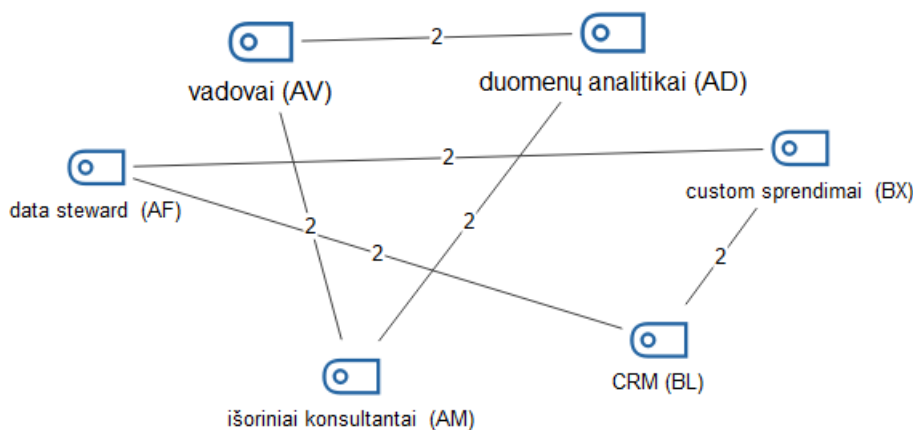 2
vadovai (AV)
duomenų analitikai (AD)
2
data steward  (AF)
custom sprendimai  (BX)
2
2
2
2
CRM (BL)
išoriniai konsultantai (AM)